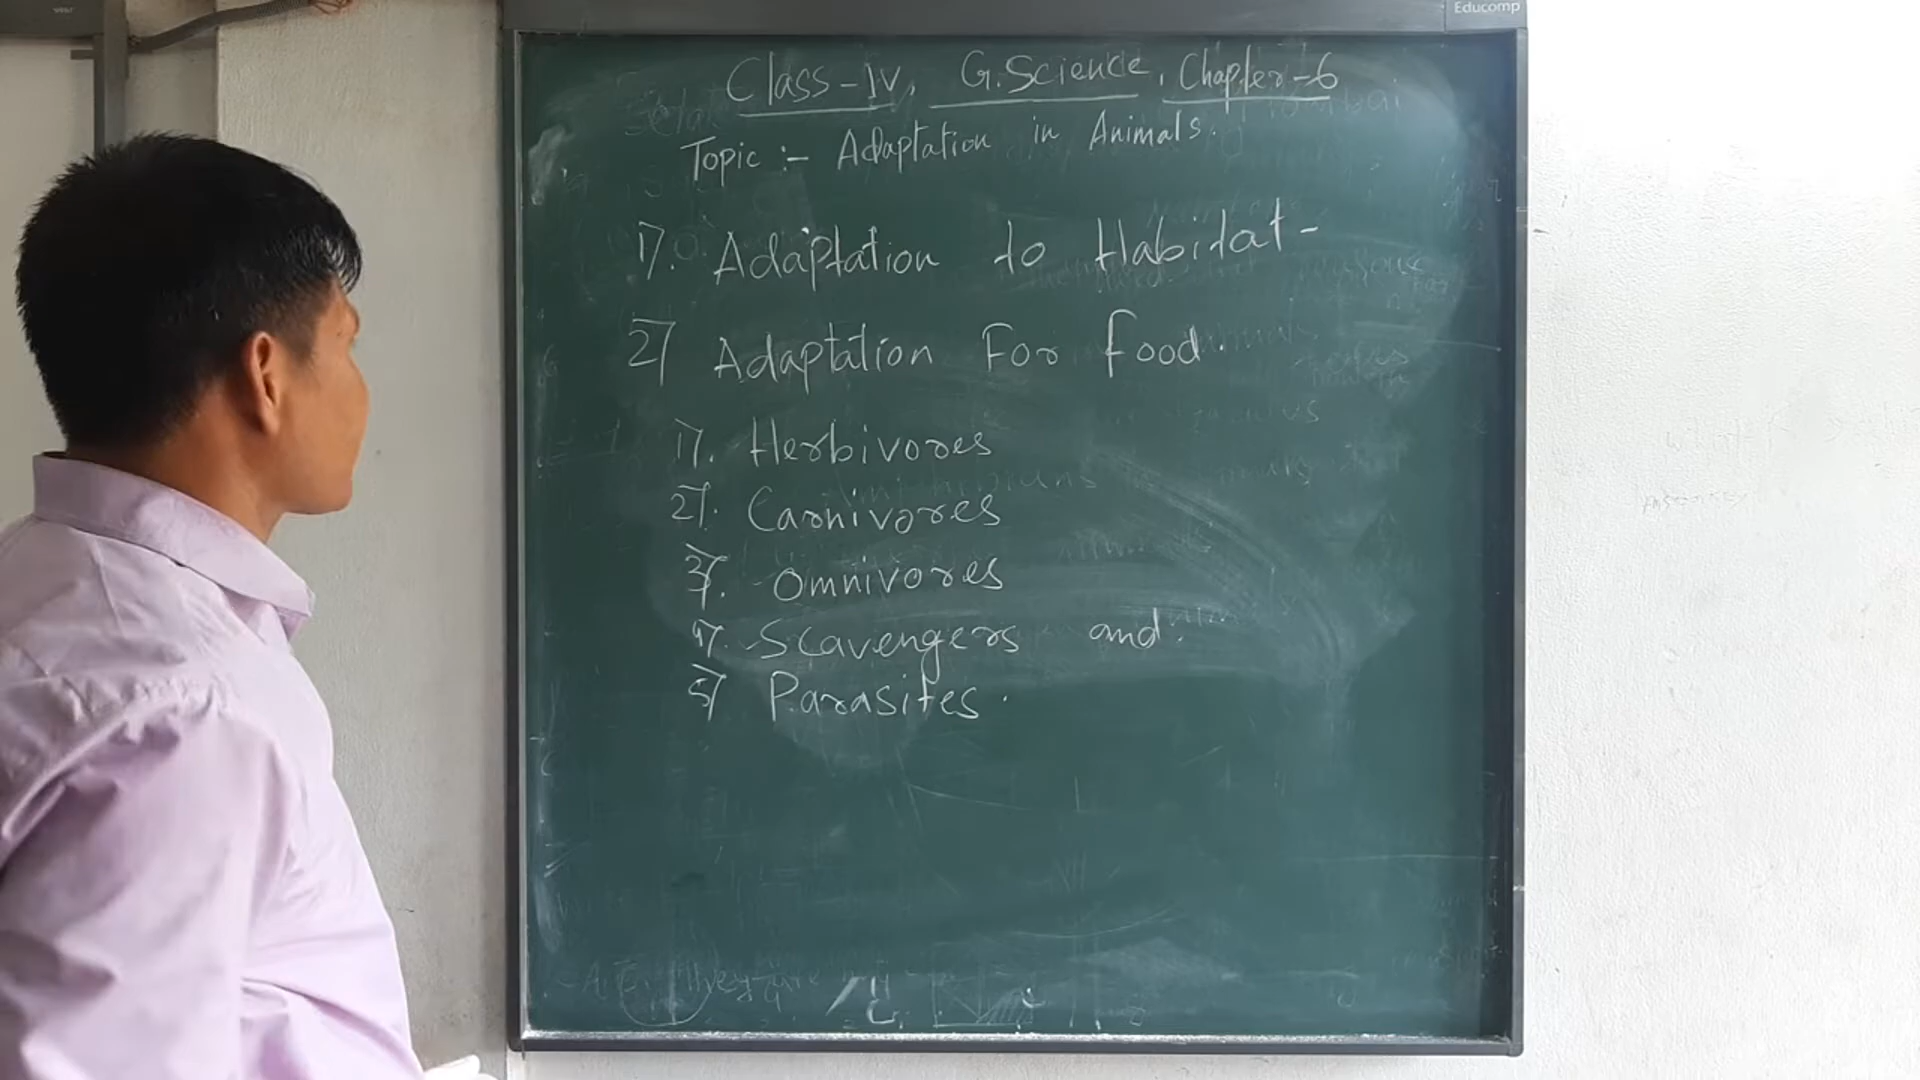 Educomp
Class-IV, G.Science, Chapter-6
Topic :- Adaptation in Animals.
1). Adaptation to Habitat-
2) Adaptation For food.
1). Herbivores
2). Carnivores
3). Omnivores
4). Scavengers and.
5) Parasites.